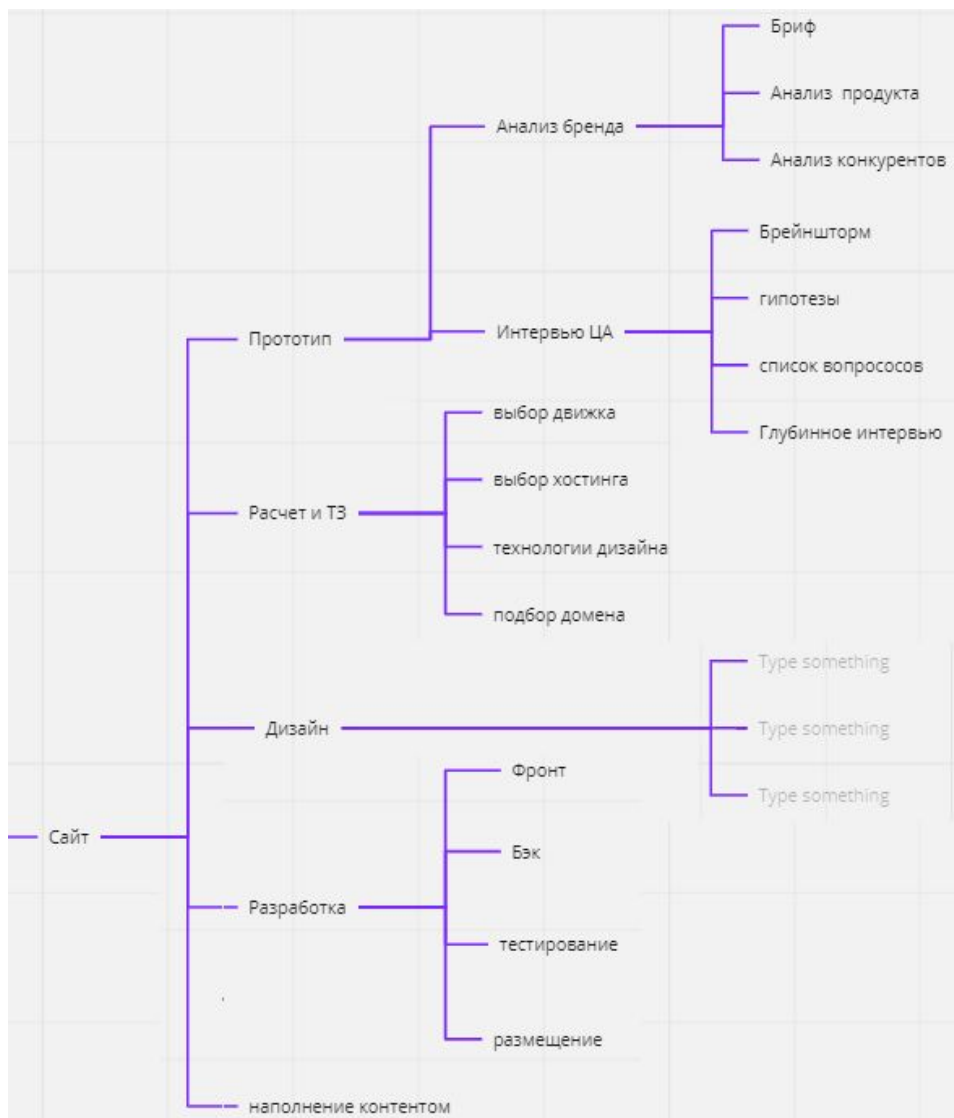 Бриф
Анализ продукта
Анализ бренда
Анализ конкурентов
Брейншторм
гипотезы
Интервью ЦА
Прототип
список вопрососов
выбор движка
Глубинное интервью
выбор хостинга
Расчет и ТЗ
технологии дизайна
подбор домена
Type something
Дизайн
Type something
Фронт
Type something
Сайт
Бэк
Разработка
тестирование
размещение
наполнение контентом